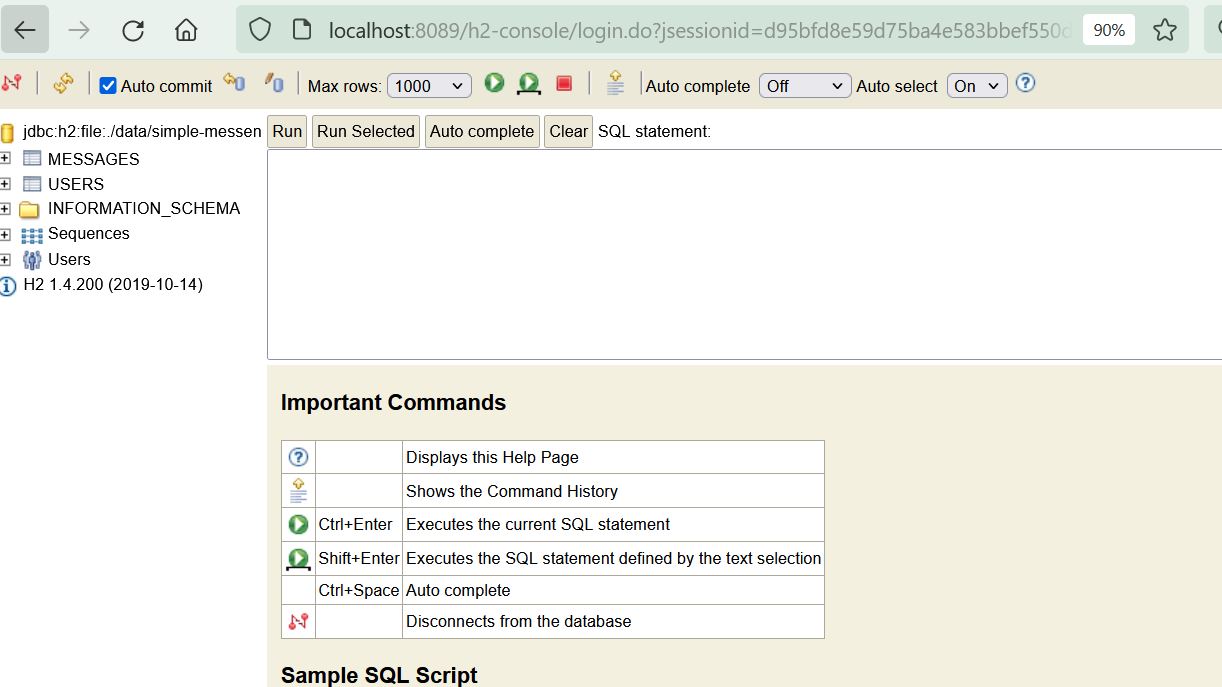 localhost:8089/h2-console/login.do?jsessionid=d95bfd8e59d75ba4e583bbef550d
90%
Auto commit
Max rows: 1000
Auto complete Off
Auto select On
jdbc:h2:file:./data/simple-messen
MESSAGES
USERS
INFORMATION_SCHEMA
Sequences
Users
H2 1.4.200 (2019-10-14)
Run Run Selected Auto complete Clear SQL statement:
Important Commands
Displays this Help Page
Shows the Command History
Ctrl+Enter Executes the current SQL statement
Shift+Enter Executes the SQL statement defined by the text selection
Ctrl+Space Auto complete
Disconnects from the database
Sample SQL Script